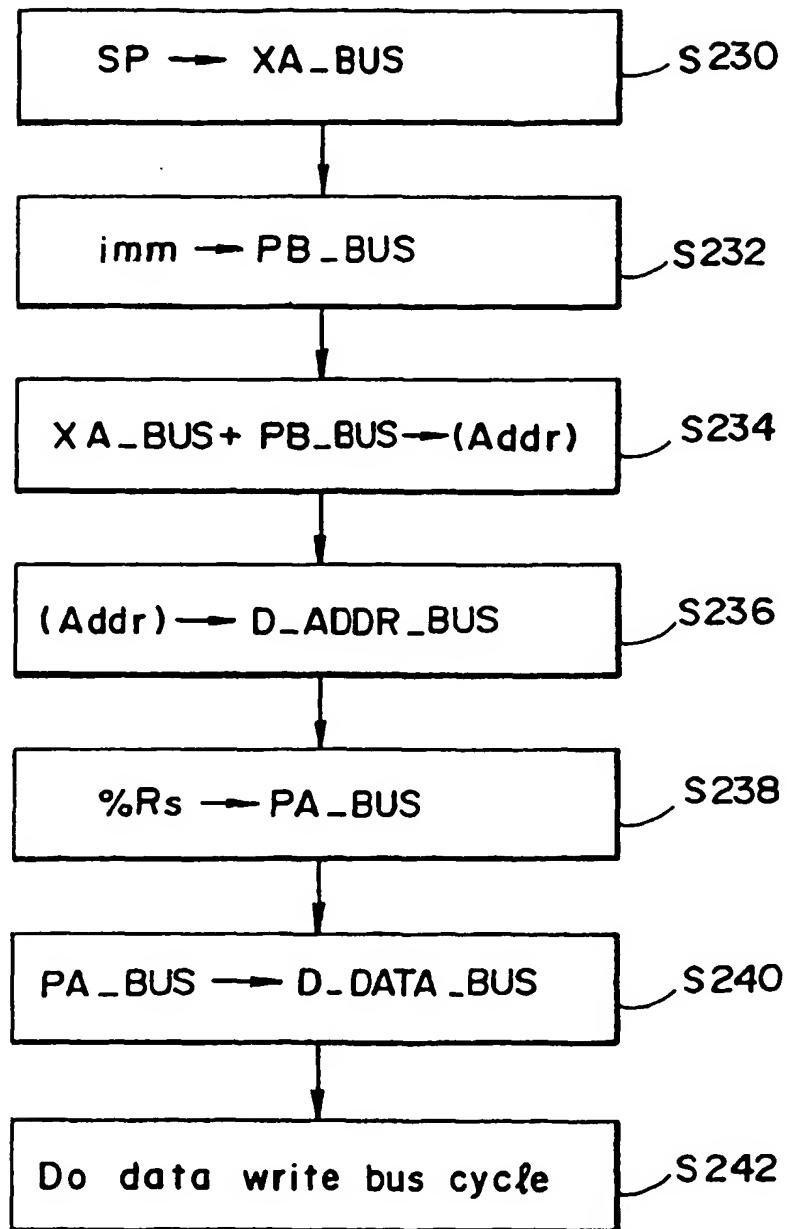 SP → XA_BUS S230
imm → PB_BUS S232
XA_BUS + PB_BUS → (Addr) S234
(Addr) → D_ADDR_BUS S236
%Rs → PA_BUS S238
PA_BUS → D_DATA_BUS S240
Do data write bus cycle S242